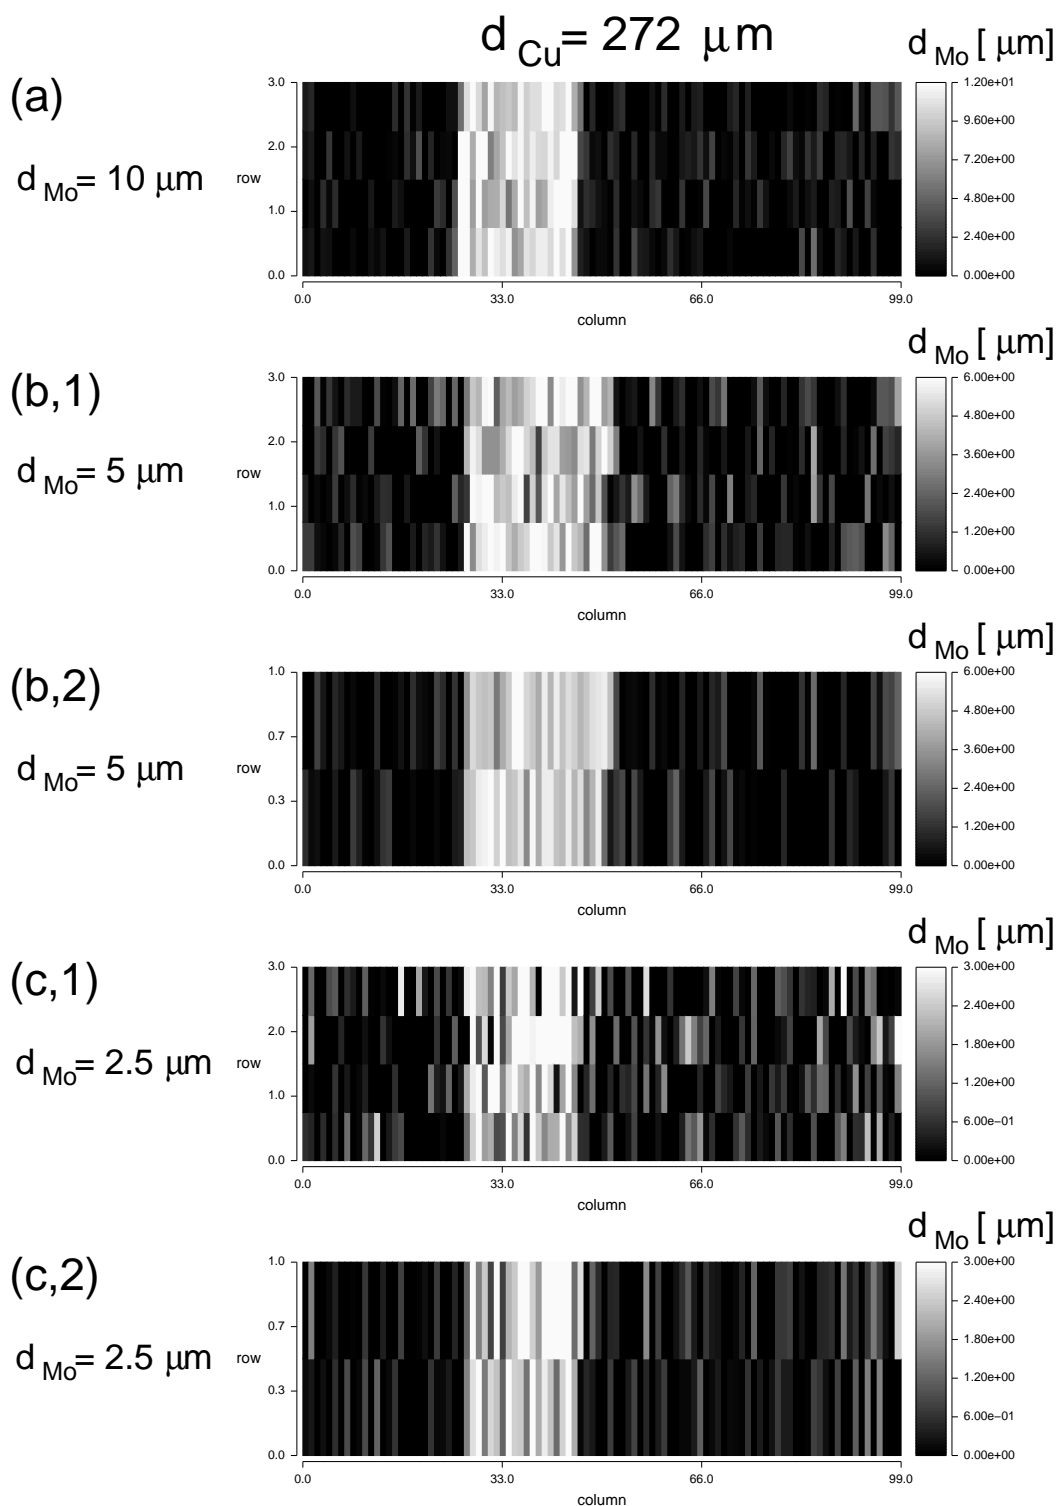 d Cu = 272 μm
d Mo [ μm]
(a)
d Mo = 10 μm
row
3.0
2.0
1.0
0.0
0.0 33.0 66.0 99.0
column
1.20e+01
9.60e+00
7.20e+00
4.80e+00
2.40e+00
0.00e+00
d Mo [ μm]
(b,1)
d Mo = 5 μm
row
3.0
2.0
1.0
0.0
0.0 33.0 66.0 99.0
column
6.00e+00
4.80e+00
3.60e+00
2.40e+00
1.20e+00
0.00e+00
d Mo [ μm]
(b,2)
d Mo = 5 μm
row
1.0
0.7
0.3
0.0
0.0 33.0 66.0 99.0
column
6.00e+00
4.80e+00
3.60e+00
2.40e+00
1.20e+00
0.00e+00
d Mo [ μm]
(c,1)
d Mo = 2.5 μm
row
3.0
2.0
1.0
0.0
0.0 33.0 66.0 99.0
column
3.00e+00
2.40e+00
1.80e+00
1.20e+00
6.00e−01
0.00e+00
d Mo [ μm]
(c,2)
d Mo = 2.5 μm
row
1.0
0.7
0.3
0.0
0.0 33.0 66.0 99.0
column
3.00e+00
2.40e+00
1.80e+00
1.20e+00
6.00e−01
0.00e+00